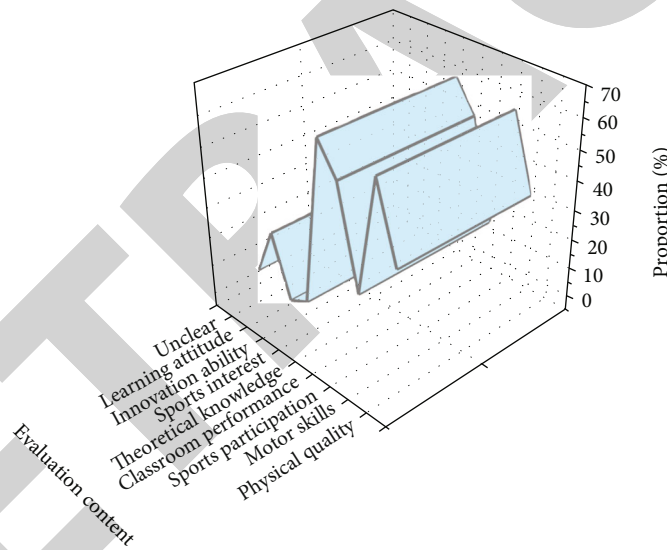 70
60
50
40
30
20
10
0
Proportion (%)
Unclear
Learning attitude
Innovation ability
Sports interest
Theoretical knowledge
Classroom performance
Sports participation
Motor skills
Physical quality
Evaluation content